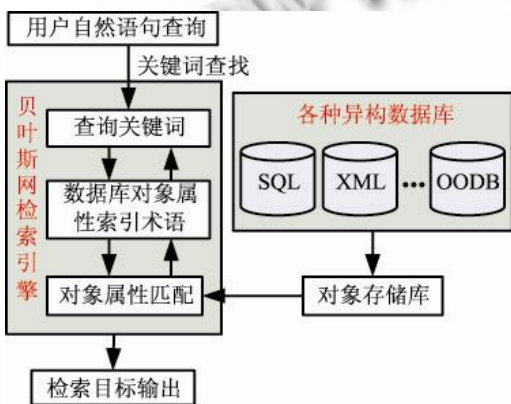 用户自然语句查询
关键词查找
贝叶斯网检索引擎
查询关键词
数据库对象属
性索引术语
对象属性匹配
各种异构数据库
SQL
XML
...
OODB
对象存储库
检索目标输出